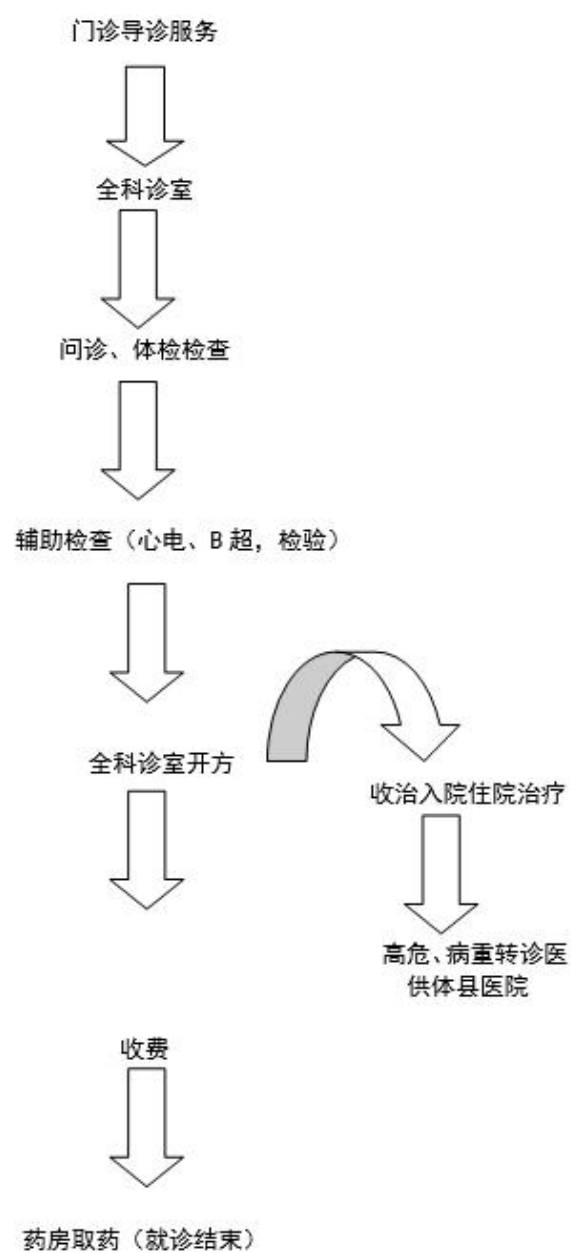 门诊导诊服务
全科诊室
问诊、体检检查
辅助检查（心电、B超，检验）
全科诊室开方
收治入院住院治疗
高危、病重转诊医
供体县医院
收费
药房取药（就诊结束）